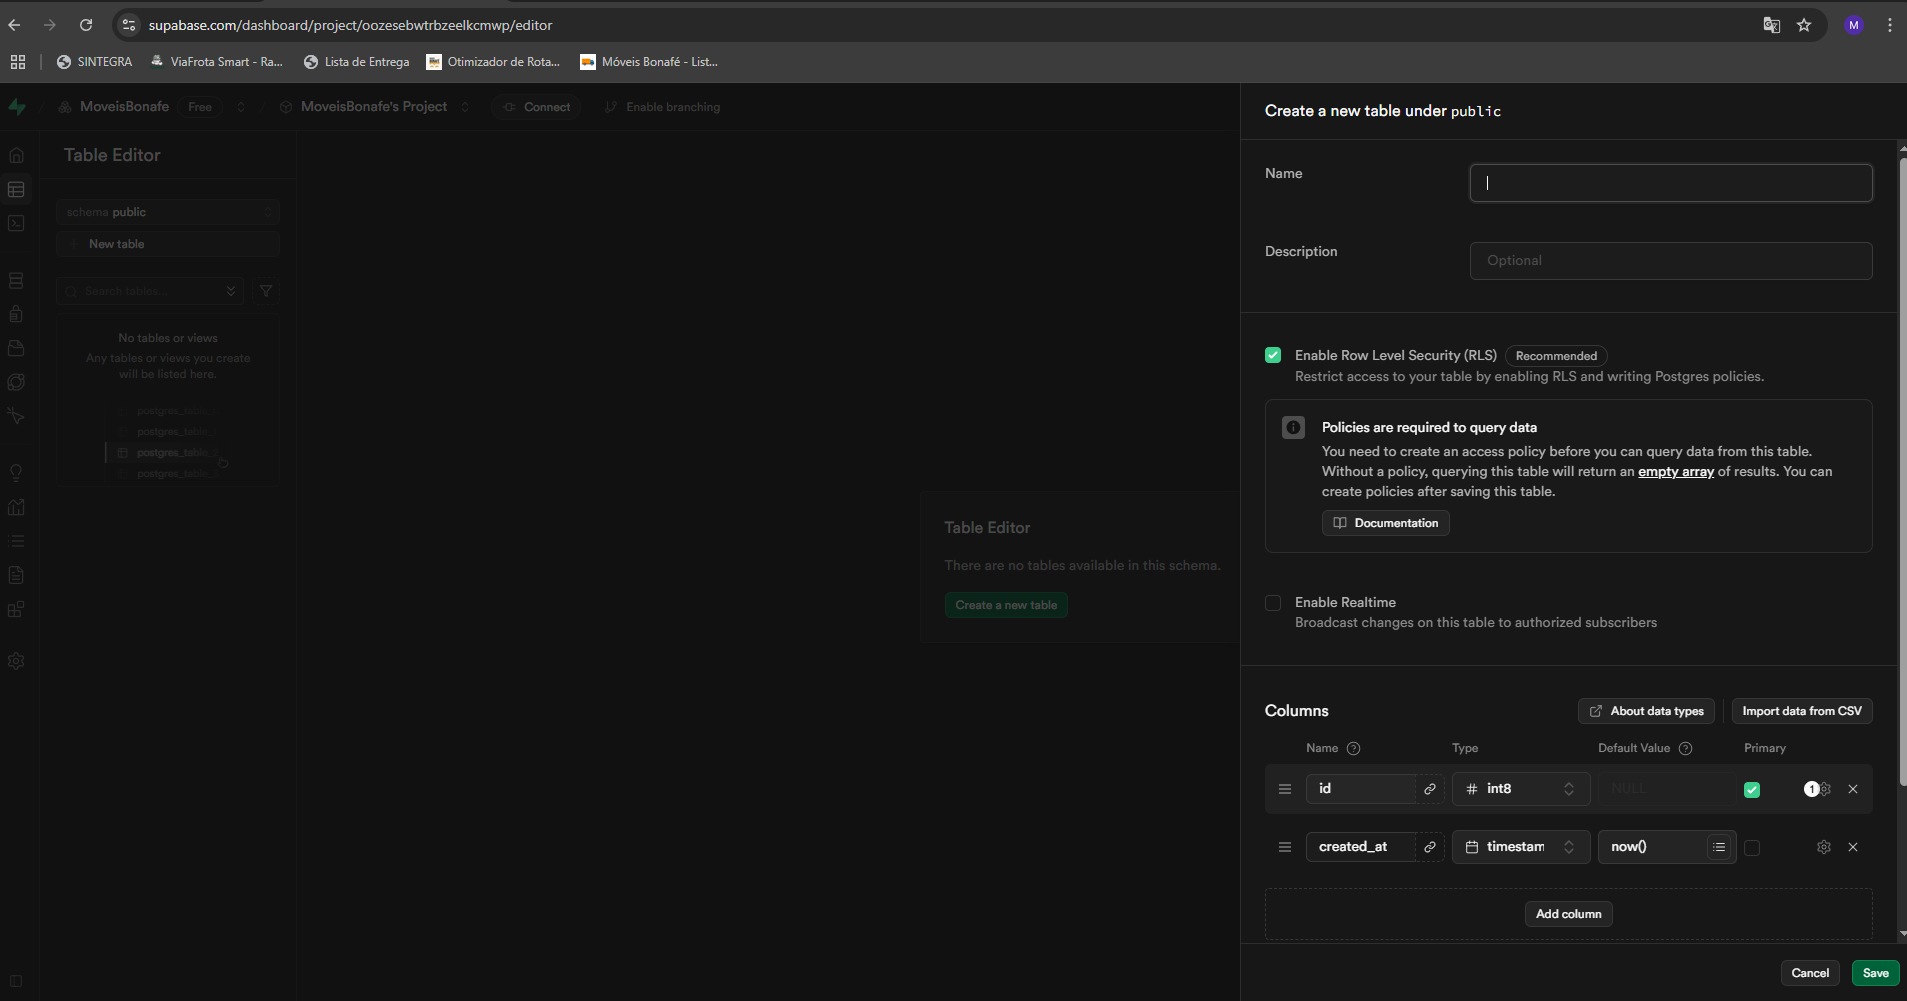 supabase.com/dashboard/project/oozesebwtrbzeelkcmwp/editor
M
SINTEGRA
ViaFrota Smart - Ra...
Lista de Entrega
Otimizador de Rota...
Móveis Bonafé - List...
MoveisBonafe
Free
MoveisBonafe's Project
Connect
Enable branching
Table Editor
schema public
New table
Search tables...
No tables or views
Any tables or views you create
will be listed here.
postgres_table_
postgres_table_
postgres_table_
postgres_table_
Table Editor
There are no tables available in this schema.
Create a new table
Create a new table under public
Name
Description
Optional
Enable Row Level Security (RLS)
Recommended
Restrict access to your table by enabling RLS and writing Postgres policies.
Policies are required to query data
You need to create an access policy before you can query data from this table.
Without a policy, querying this table will return an empty array of results. You can
create policies after saving this table.
Documentation
Enable Realtime
Broadcast changes on this table to authorized subscribers
Columns
About data types
Import data from CSV
Name
Type
Default Value
Primary
id
# int8
NULL
1
created_at
timestam
now()
Add column
Cancel
Save